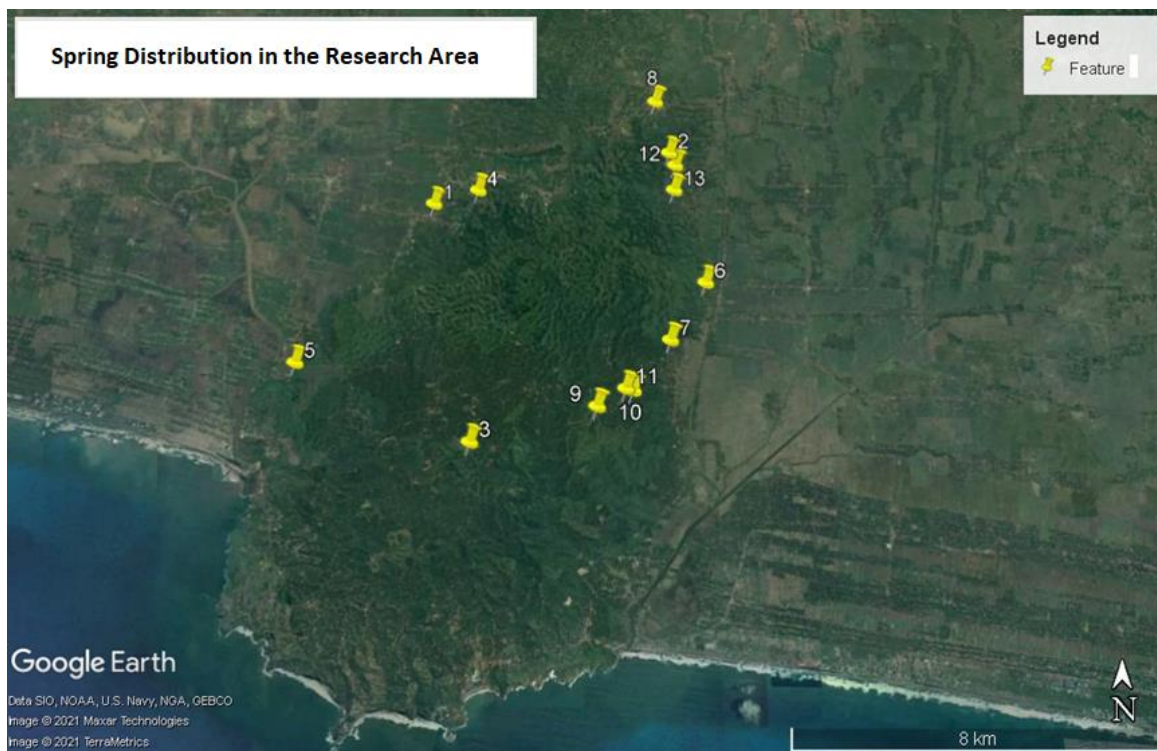 Spring Distribution in the Research Area
Legend
Feature
8
2
12
13
4
1
6
7
5
11
9
10
3
Google Earth
Data SIO, NOAA, U.S. Navy, NGA, GEBCO
Image © 2021 Maxar Technologies
Image © 2021 TerraMetrics
8 km
N